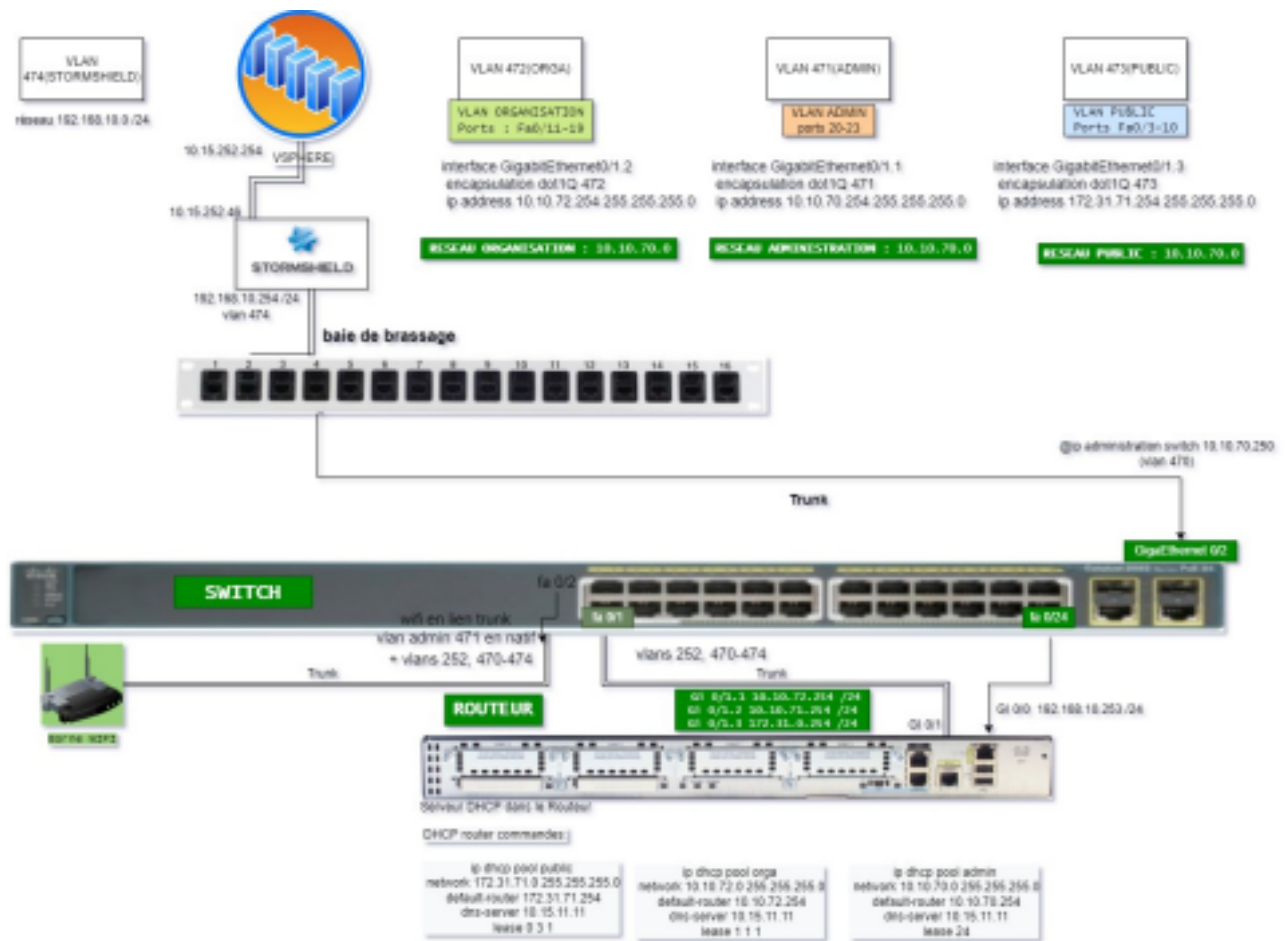 VLAN
474(STORMSHIELD)
réseau 192.168.10.0 /24
10.15.252.254
VSPHERE
10.15.252.46
STORMSHIELD
192.168.10.254 /24
vlan 474
VLAN 472(ORGA)
VLAN ORGANISATION
Ports : Fa0/11-19
interface GigabitEthernet0/1.2
encapsulation dot1Q 472
ip address 10.10.72.254 255.255.255.0
RESEAU ORGANISATION : 10.10.70.0
VLAN 471(ADMIN)
VLAN ADMIN
ports 20-23
interface GigabitEthernet0/1.1
encapsulation dot1Q 471
ip address 10.10.70.254 255.255.255.0
RESEAU ADMINISTRATION : 10.10.70.0
VLAN 473(PUBLIC)
VLAN PUBLIC
Ports Fa0/3-10
interface GigabitEthernet0/1.3
encapsulation dot1Q 473
ip address 172.31.71.254 255.255.255.0
RESEAU PUBLIC : 10.10.70.0
baie de brassage
1 2 3 4 5 6 7 8 9 10 11 12 13 14 15 16
@ip administration switch 10.10.70.250
(vlan 470)
Trunk
GigaEthernet 0/2
SWITCH
fa 0/2
fa 0/1
fa 0/24
wifi en lien trunk
vlan admin 471 en natif
+ vlans 252, 470-474
Trunk
Borne WIFI
vlans 252, 470-474
Trunk
ROUTEUR
GI 0/1.1 10.10.72.254 /24
GI 0/1.2 10.10.71.254 /24
GI 0/1.3 172.31.0.254 /24
GI 0/1
GI 0/0 192.168.10.253 /24
Serveur DHCP dans le Routeur
DHCP router commandes:
ip dhcp pool public
network 172.31.71.0 255.255.255.0
default-router 172.31.71.254
dns-server 10.15.11.11
lease 0 3 1
ip dhcp pool orga
network 10.10.72.0 255.255.255.0
default-router 10.10.72.254
dns-server 10.15.11.11
lease 1 1 1
ip dhcp pool admin
network 10.10.70.0 255.255.255.0
default-router 10.10.70.254
dns-server 10.15.11.11
lease 24